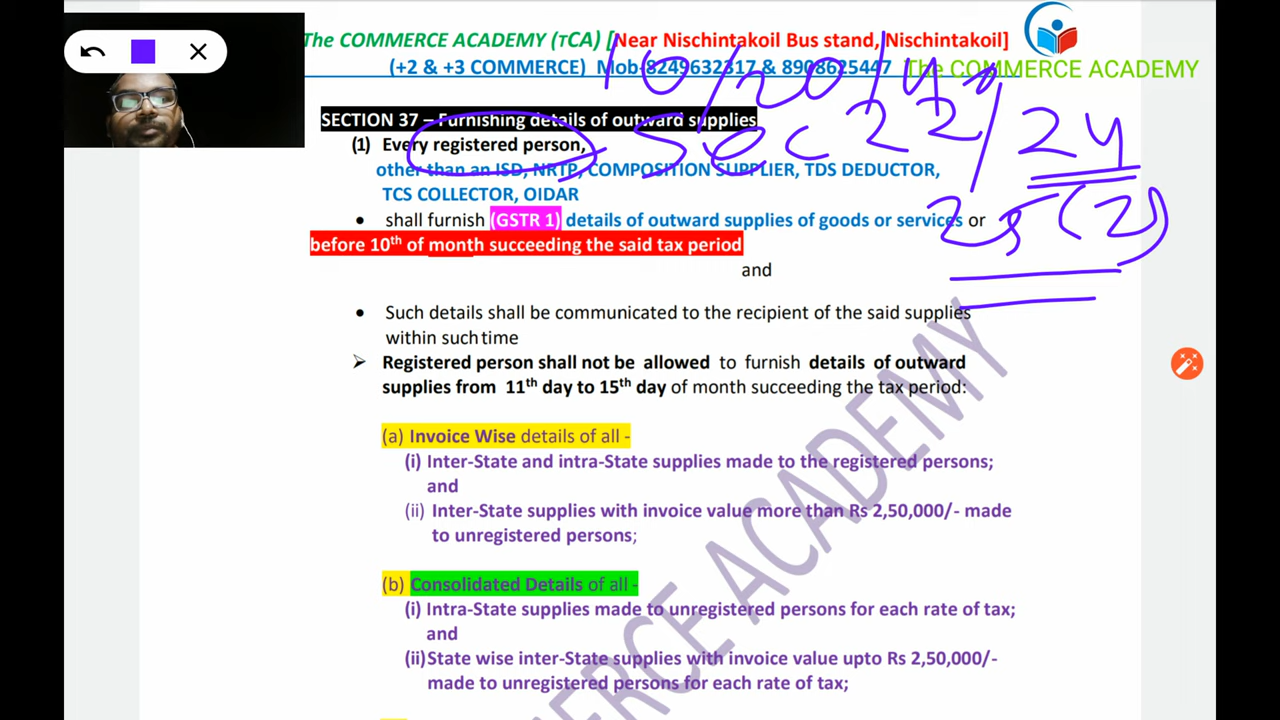 The COMMERCE ACADEMY (TCA) [Near Nischintakoil Bus stand, Nischintakoil]
(+2 & +3 COMMERCE) Mob-8249632317 & 8908625447 The COMMERCE ACADEMY
10/20/40
SECTION 37 – Furnishing details of outward supplies
Sec 22/24
(1) Every registered person,
other than an ISD, NRTP, COMPOSITION SUPPLIER, TDS DEDUCTOR,
TCS COLLECTOR, OIDAR
25(2)
• shall furnish (GSTR 1) details of outward supplies of goods or services or
before 10th of month succeeding the said tax period
and
• Such details shall be communicated to the recipient of the said supplies
within such time
➢ Registered person shall not be allowed to furnish details of outward
supplies from 11th day to 15th day of month succeeding the tax period:
(a) Invoice Wise details of all -
(i) Inter-State and intra-State supplies made to the registered persons;
and
(ii) Inter-State supplies with invoice value more than Rs 2,50,000/- made
to unregistered persons;
(b) Consolidated Details of all -
(i) Intra-State supplies made to unregistered persons for each rate of tax;
and
(ii) State wise inter-State supplies with invoice value upto Rs 2,50,000/-
made to unregistered persons for each rate of tax;
COMMERCE ACADEMY